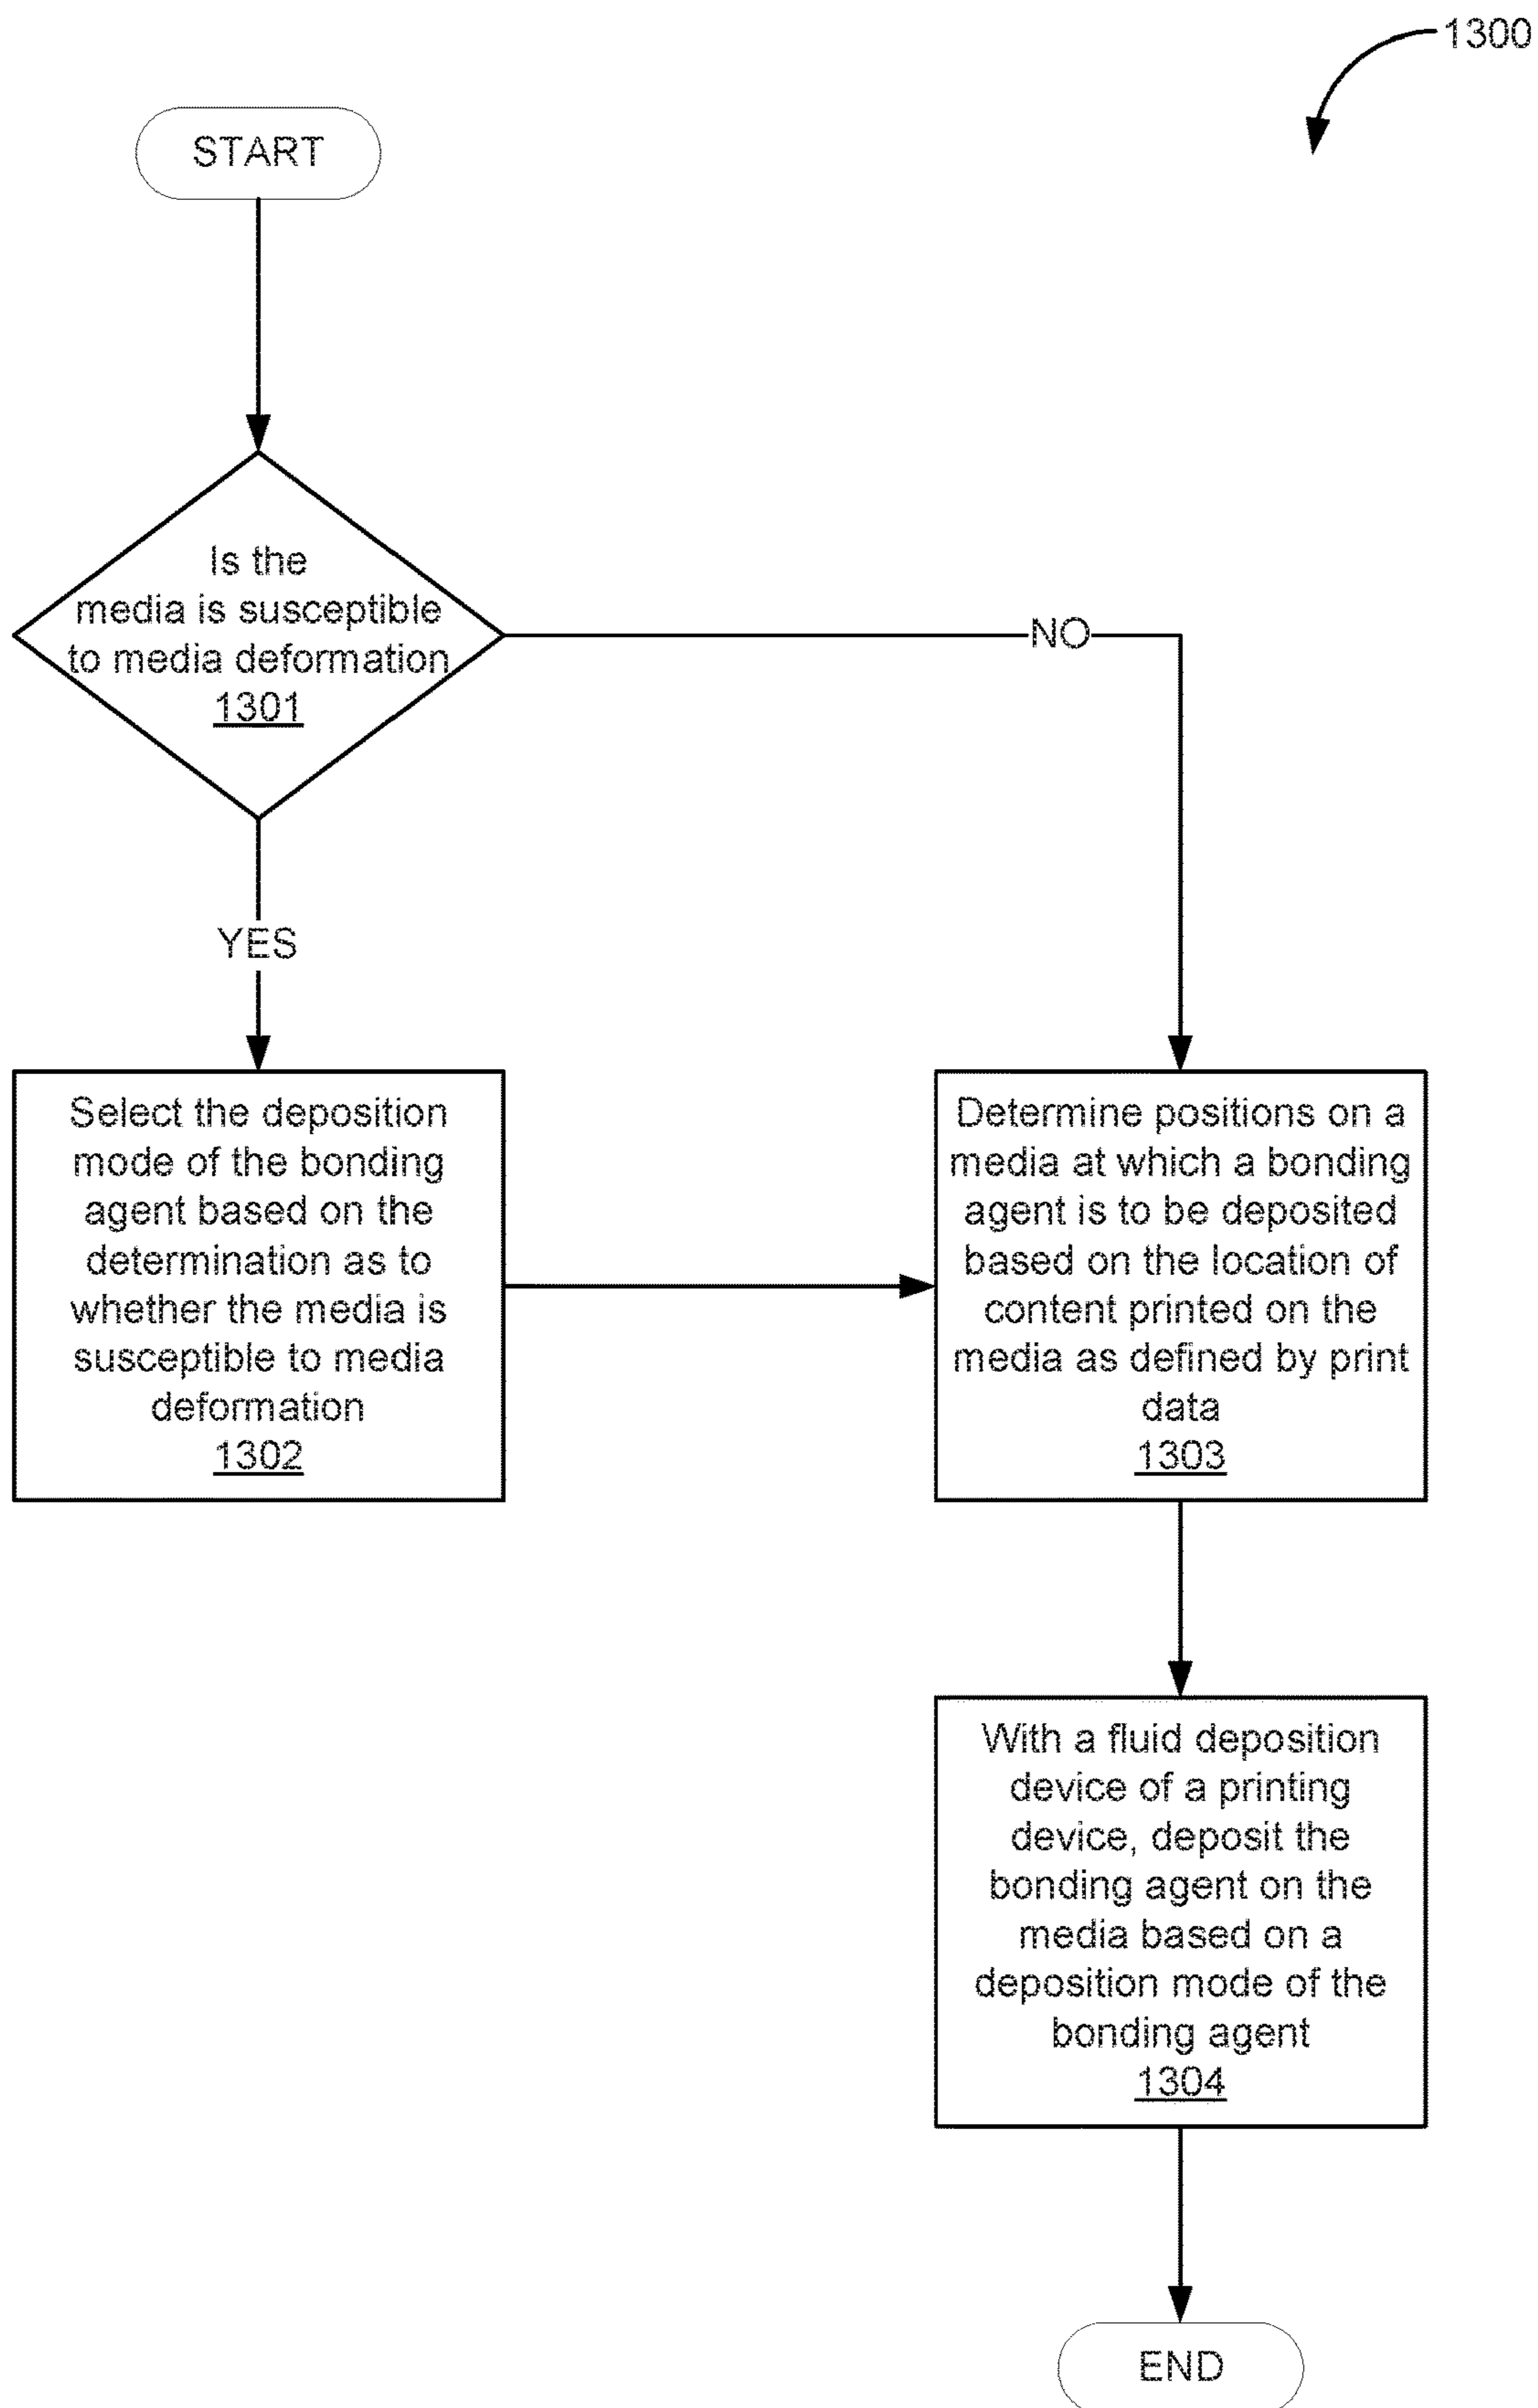 1300
START
Is the
media is susceptible
to media deformation
1301
NO
YES
Select the deposition
mode of the bonding
agent based on the
determination as to
whether the media is
susceptible to media
deformation
1302
Determine positions on a
media at which a bonding
agent is to be deposited
based on the location of
content printed on the
media as defined by print
data
1303
With a fluid deposition
device of a printing
device, deposit the
bonding agent on the
media based on a
deposition mode of the
bonding agent
1304
END